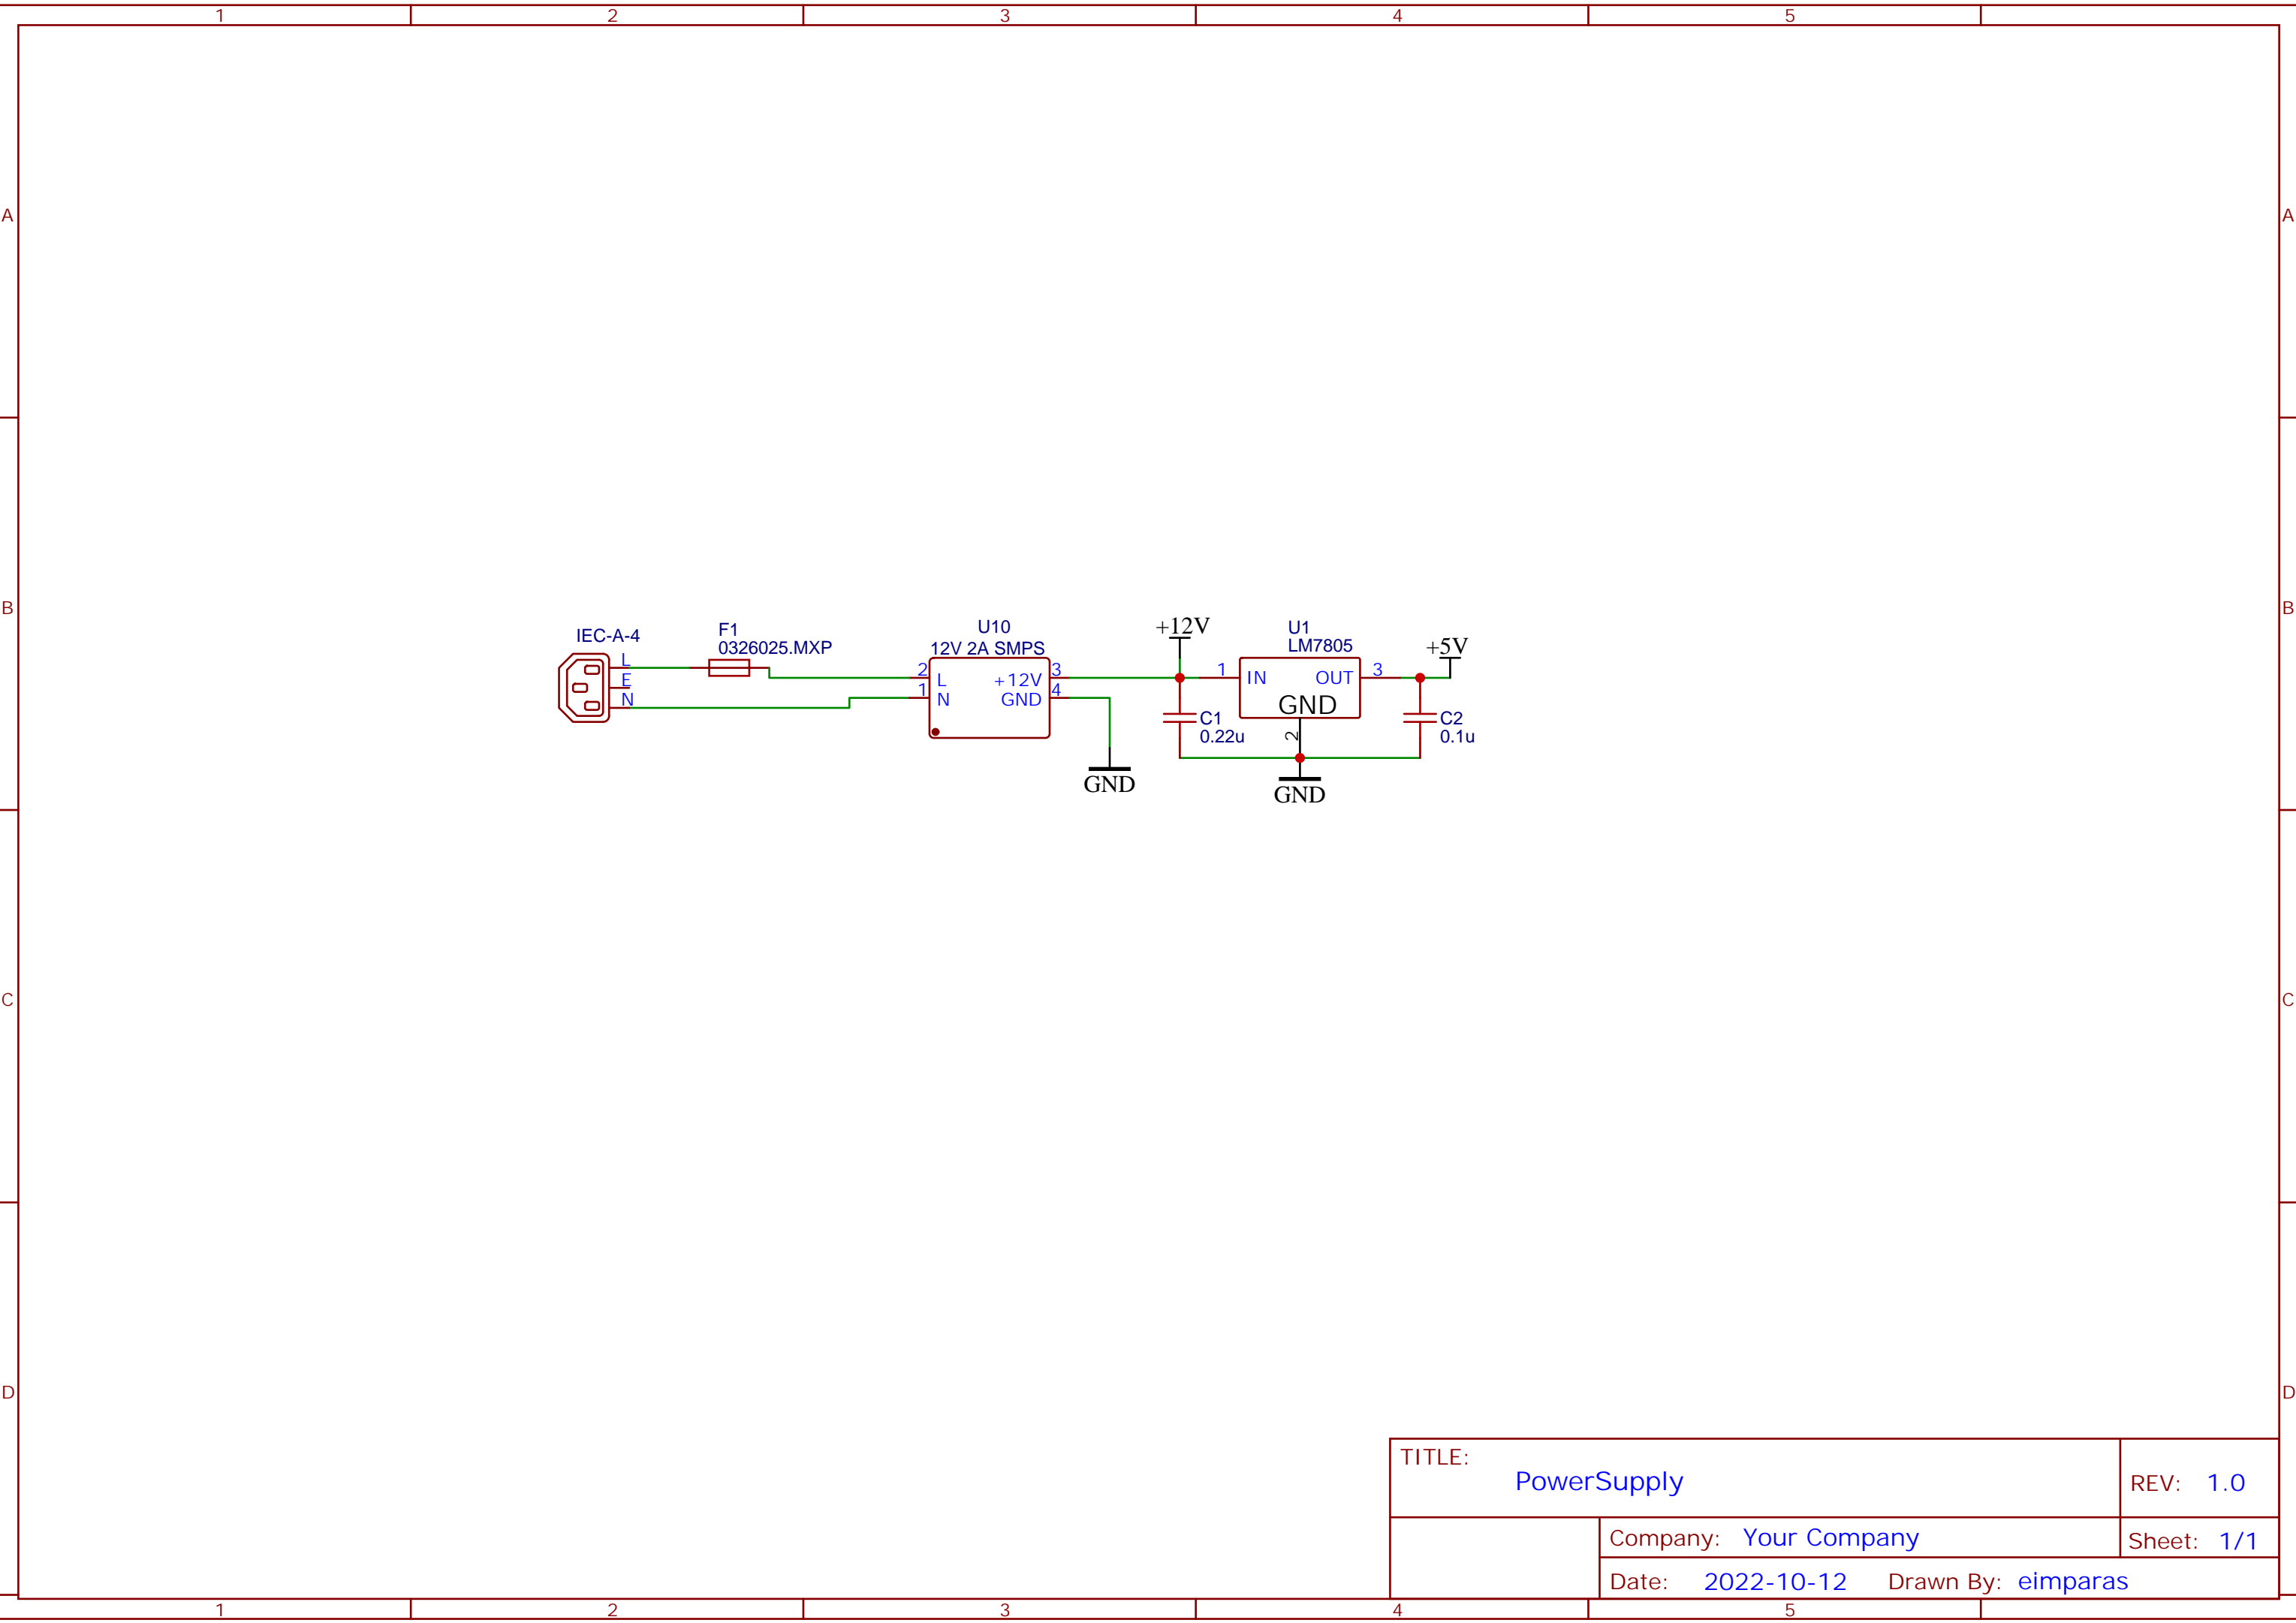 1 2 3 4 5
A A
B B
C C
D D
IEC-A-4
L
E
N
F1
0326025.MXP
U10
12V 2A SMPS
2 L +12V 3
1 N GND 4
GND
+12V
C1
0.22u
U1
LM7805
1 IN OUT 3
GND
2
GND
+5V
C2
0.1u
TITLE:
PowerSupply
REV: 1.0
Company: Your Company
Sheet: 1/1
Date: 2022-10-12 Drawn By: eimparas
1 2 3 4 5